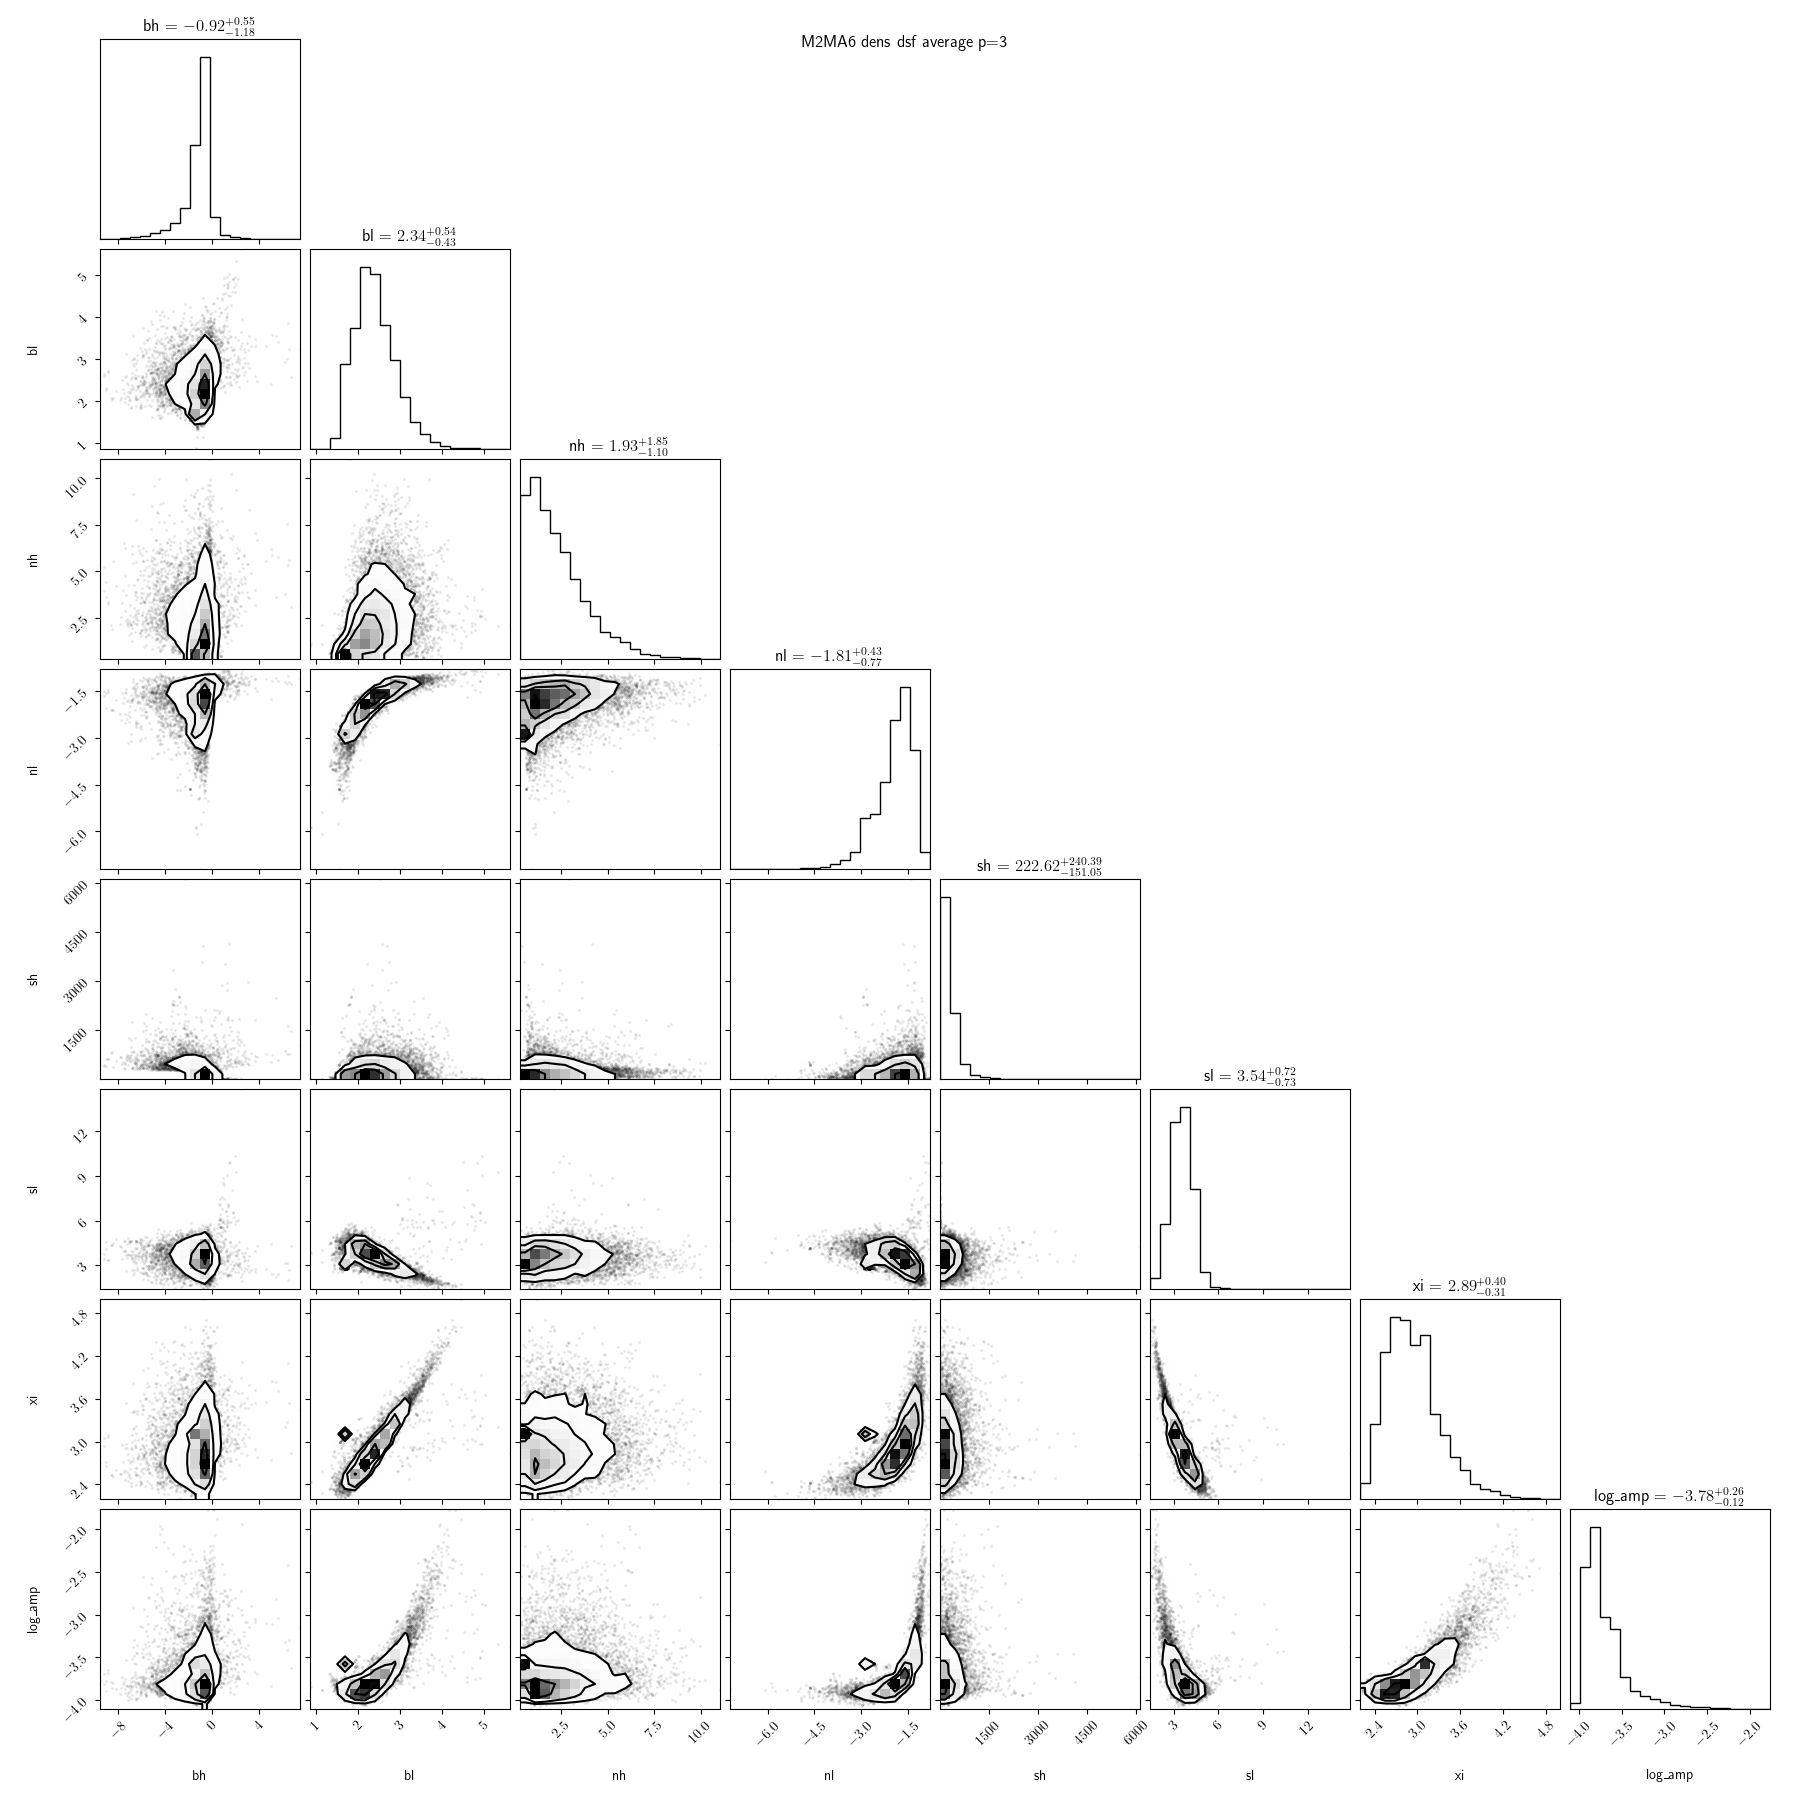 bh = −0.92+0.55−1.18
M2MA6 dens dsf average p=3
bl = 2.34+0.54−0.43
5
4
3
2
1
bl
nh = 1.93+1.85−1.10
10.0
7.5
5.0
2.5
nh
nl = −1.81+0.43−0.77
−1.5
−3.0
−4.5
−6.0
nl
sh = 222.62+240.39−151.05
6000
4500
3000
1500
sh
sl = 3.54+0.72−0.73
12
9
6
3
sl
xi = 2.89+0.40−0.31
4.8
4.2
3.6
3.0
2.4
xi
log_amp = −3.78+0.26−0.12
−2.0
−2.5
−3.0
−3.5
−4.0
log_amp
−8 −4 0 4 1 2 3 4 5 2.5 5.0 7.5 10.0 −6.0 −4.5 −3.0 −1.5 1500 3000 4500 6000 3 6 9 12 2.4 3.0 3.6 4.2 4.8 −4.0 −3.5 −3.0 −2.5 −2.0
bh bl nh nl sh sl xi log_amp